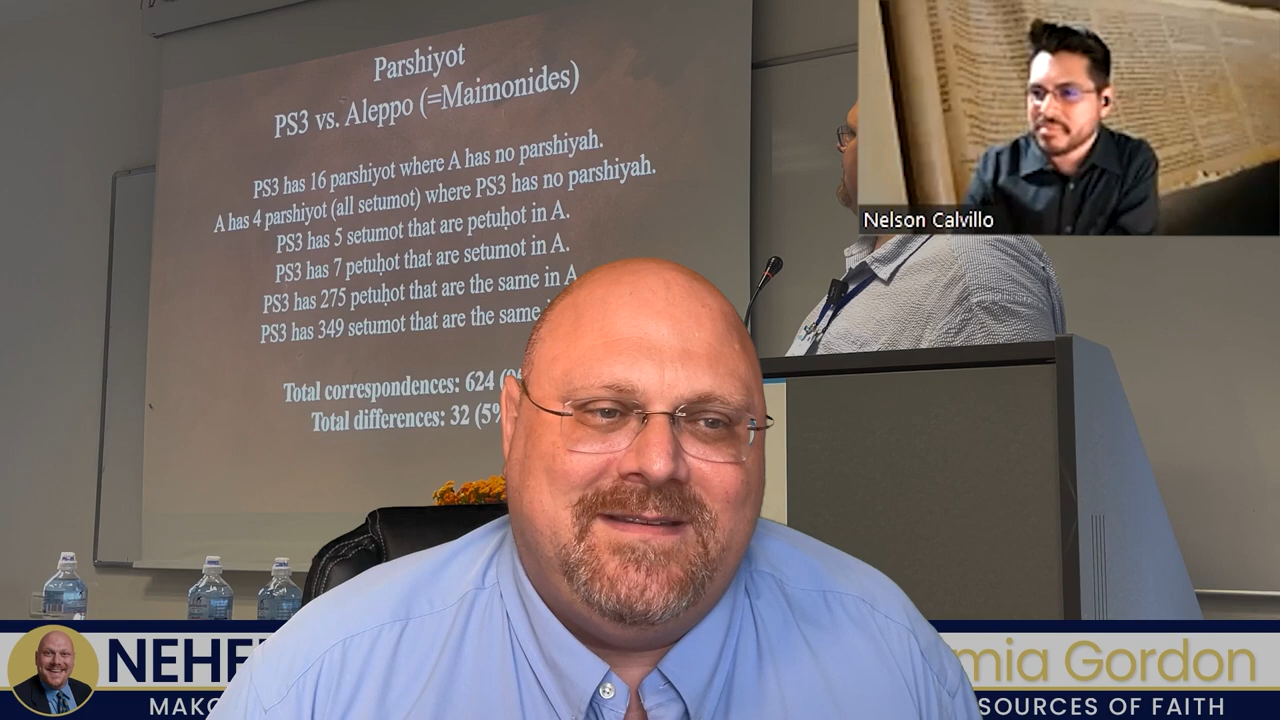 Parshiyot
PS3 vs. Aleppo (=Maimonides)
PS3 has 16 parshiyot where A has no parshiyah.
A has 4 parshiyot (all setumot) where PS3 has no parshiyah.
PS3 has 5 setumot that are petuḥot in A.
PS3 has 7 petuḥot that are setumot in A.
PS3 has 275 petuḥot that are the same in A
PS3 has 349 setumot that are the same
Total correspondences: 624
Total differences: 32 (5%
Nelson Calvillo
NEHE
mia Gordon
MAKO
SOURCES OF FAITH